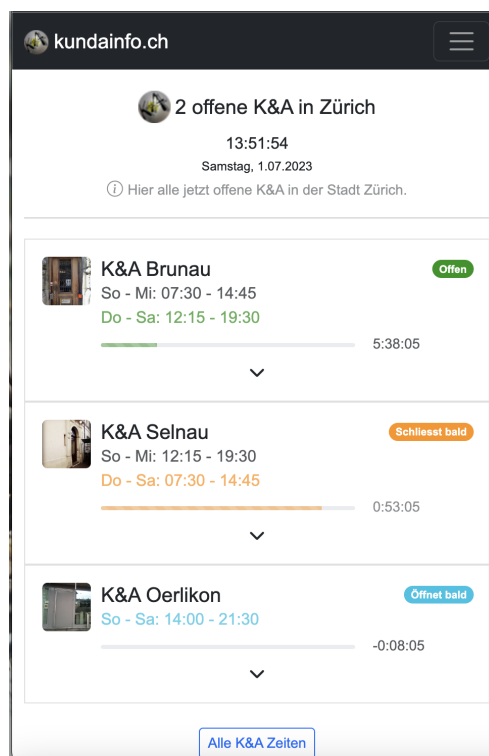 kundainfo.ch
2 offene K&A in Zürich
13:51:54
Samstag, 1.07.2023
Hier alle jetzt offene K&A in der Stadt Zürich.
K&A Brunau
Offen
So - Mi: 07:30 - 14:45
Do - Sa: 12:15 - 19:30
5:38:05
K&A Selnau
Schliesst bald
So - Mi: 12:15 - 19:30
Do - Sa: 07:30 - 14:45
0:53:05
K&A Oerlikon
Öffnet bald
So - Sa: 14:00 - 21:30
-0:08:05
Alle K&A Zeiten